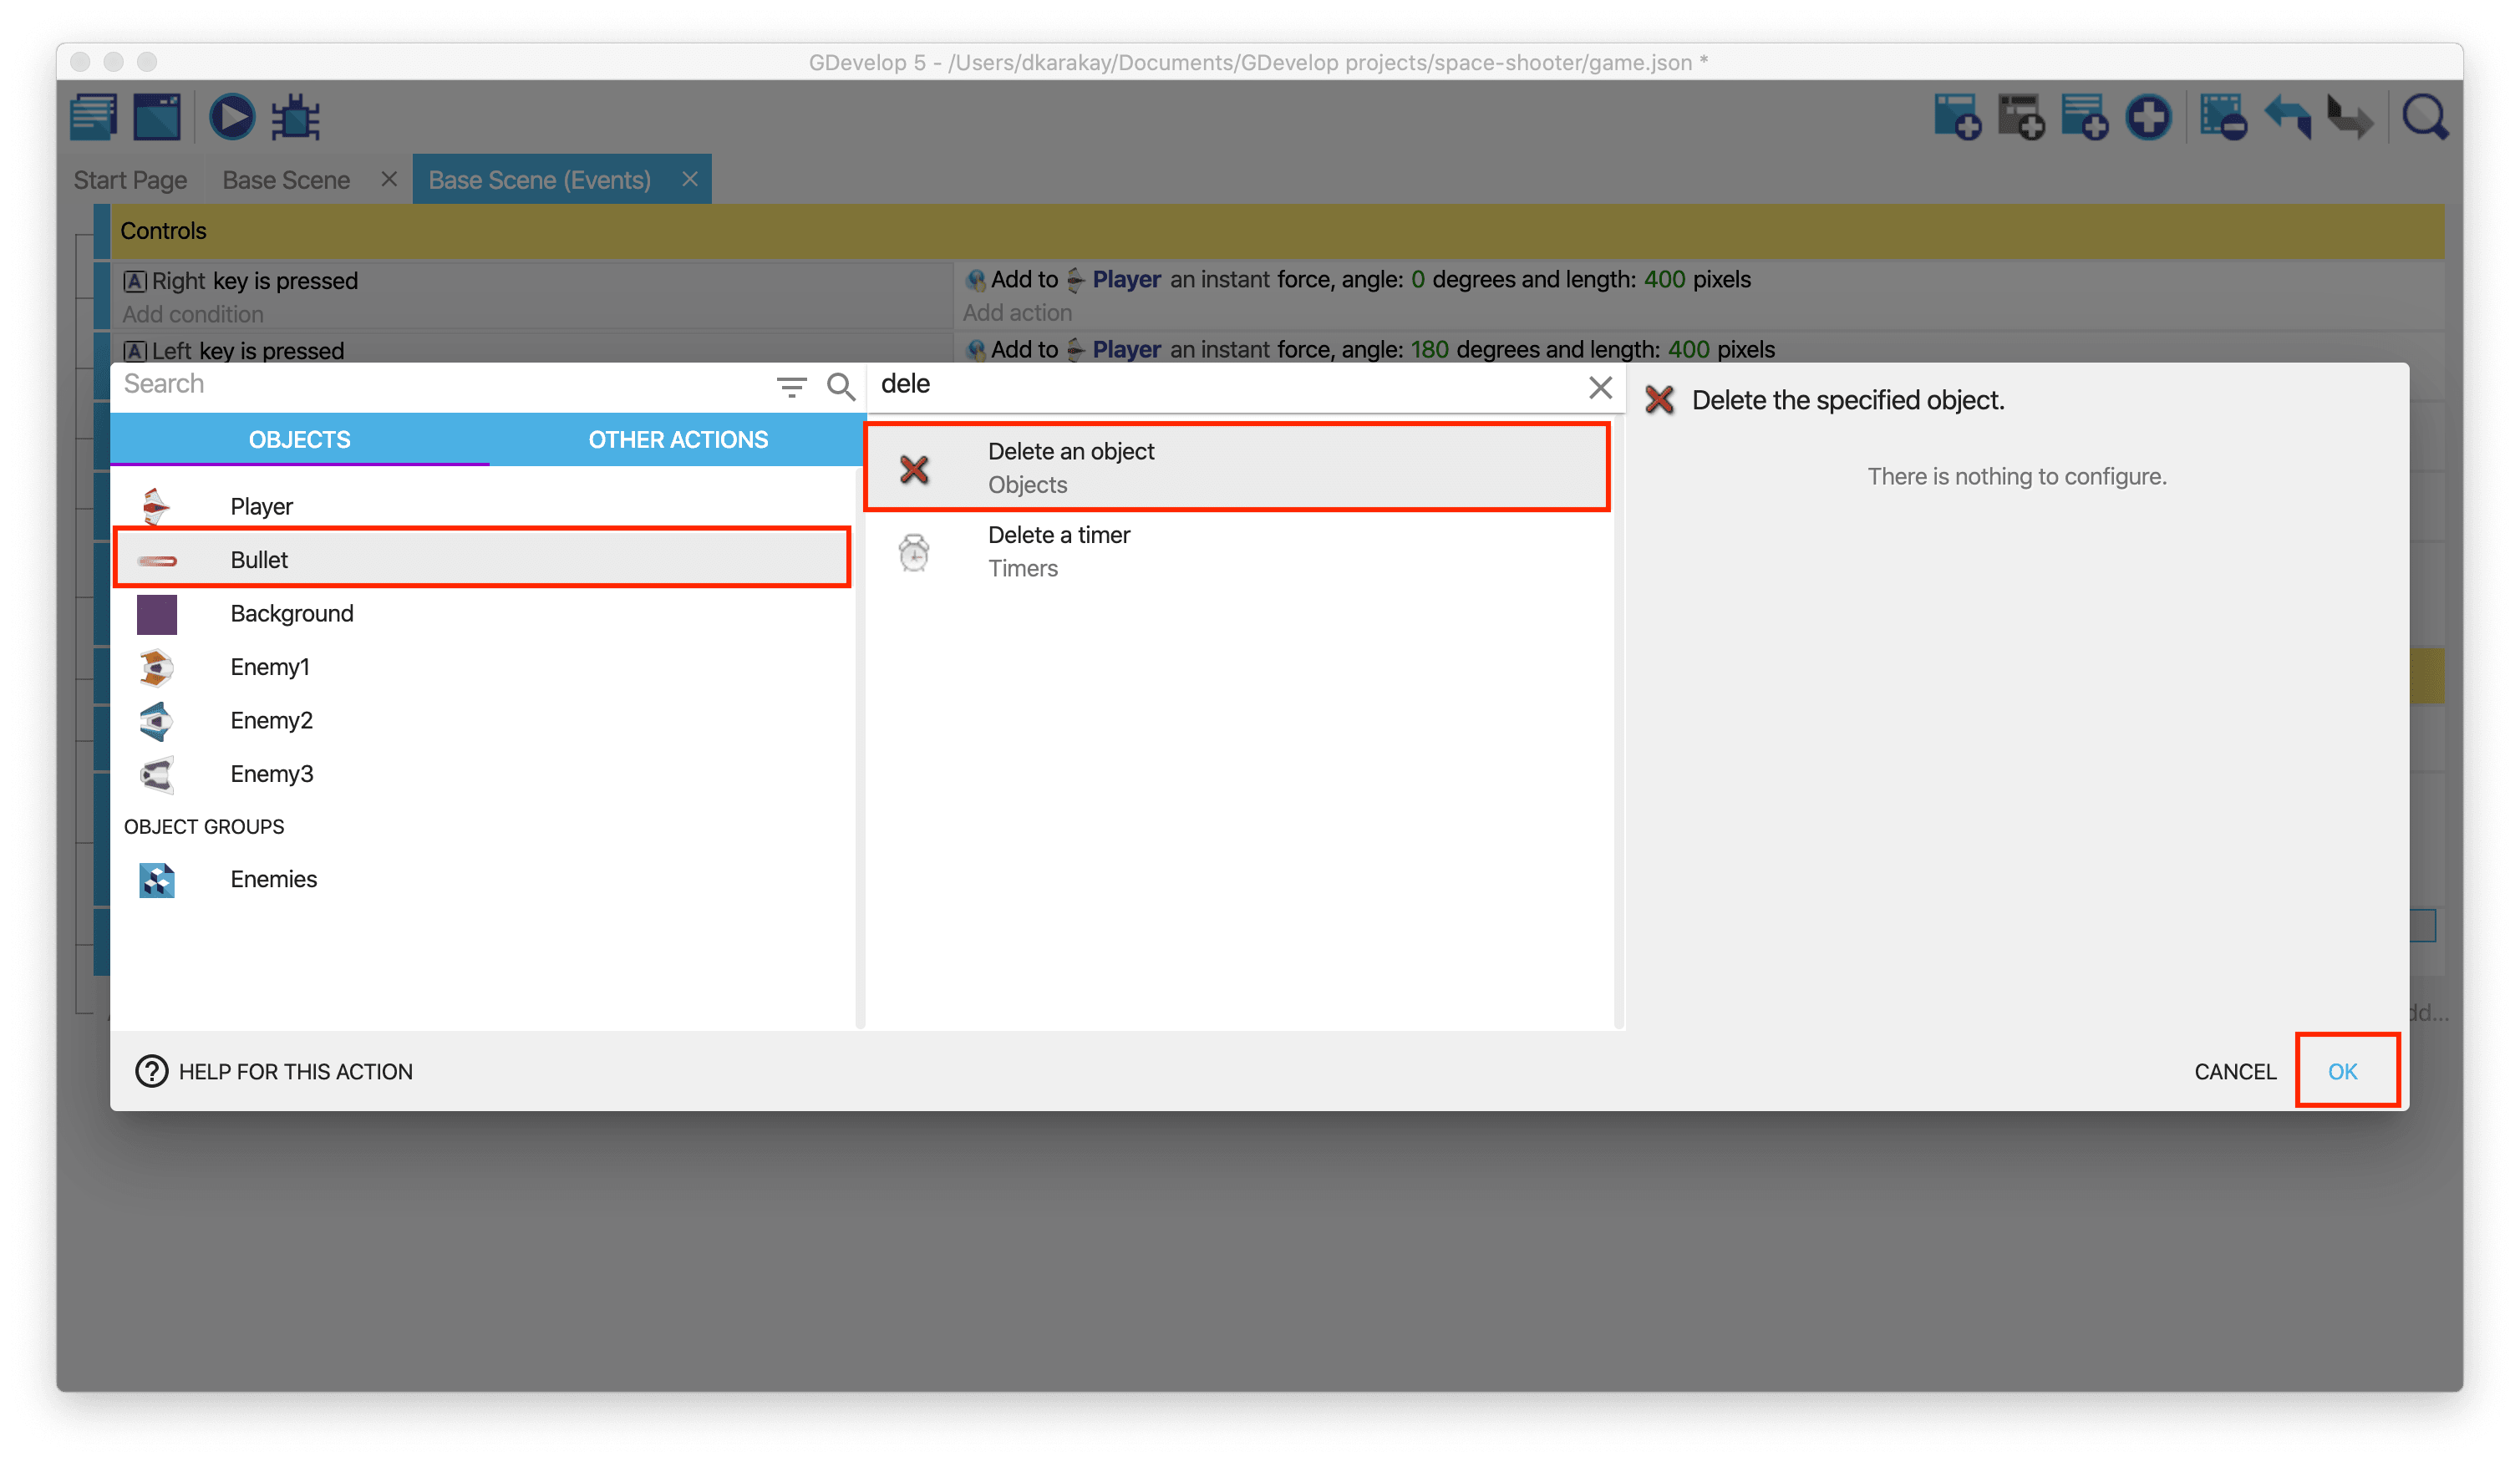 GDevelop 5 - /Users/dkarakay/Documents/GDevelop projects/space-shooter/game.json *
Start Page
Base Scene
Base Scene (Events)
Controls
Right key is pressed
Add to Player an instant force, angle: 0 degrees and length: 400 pixels
Add condition
Add action
Left key is pressed
Add to Player an instant force, angle: 180 degrees and length: 400 pixels
Search
dele
Delete the specified object.
OBJECTS
OTHER ACTIONS
Delete an object
Objects
There is nothing to configure.
Player
Delete a timer
Timers
Bullet
Background
Enemy1
Enemy2
Enemy3
OBJECT GROUPS
Enemies
HELP FOR THIS ACTION
CANCEL
OK